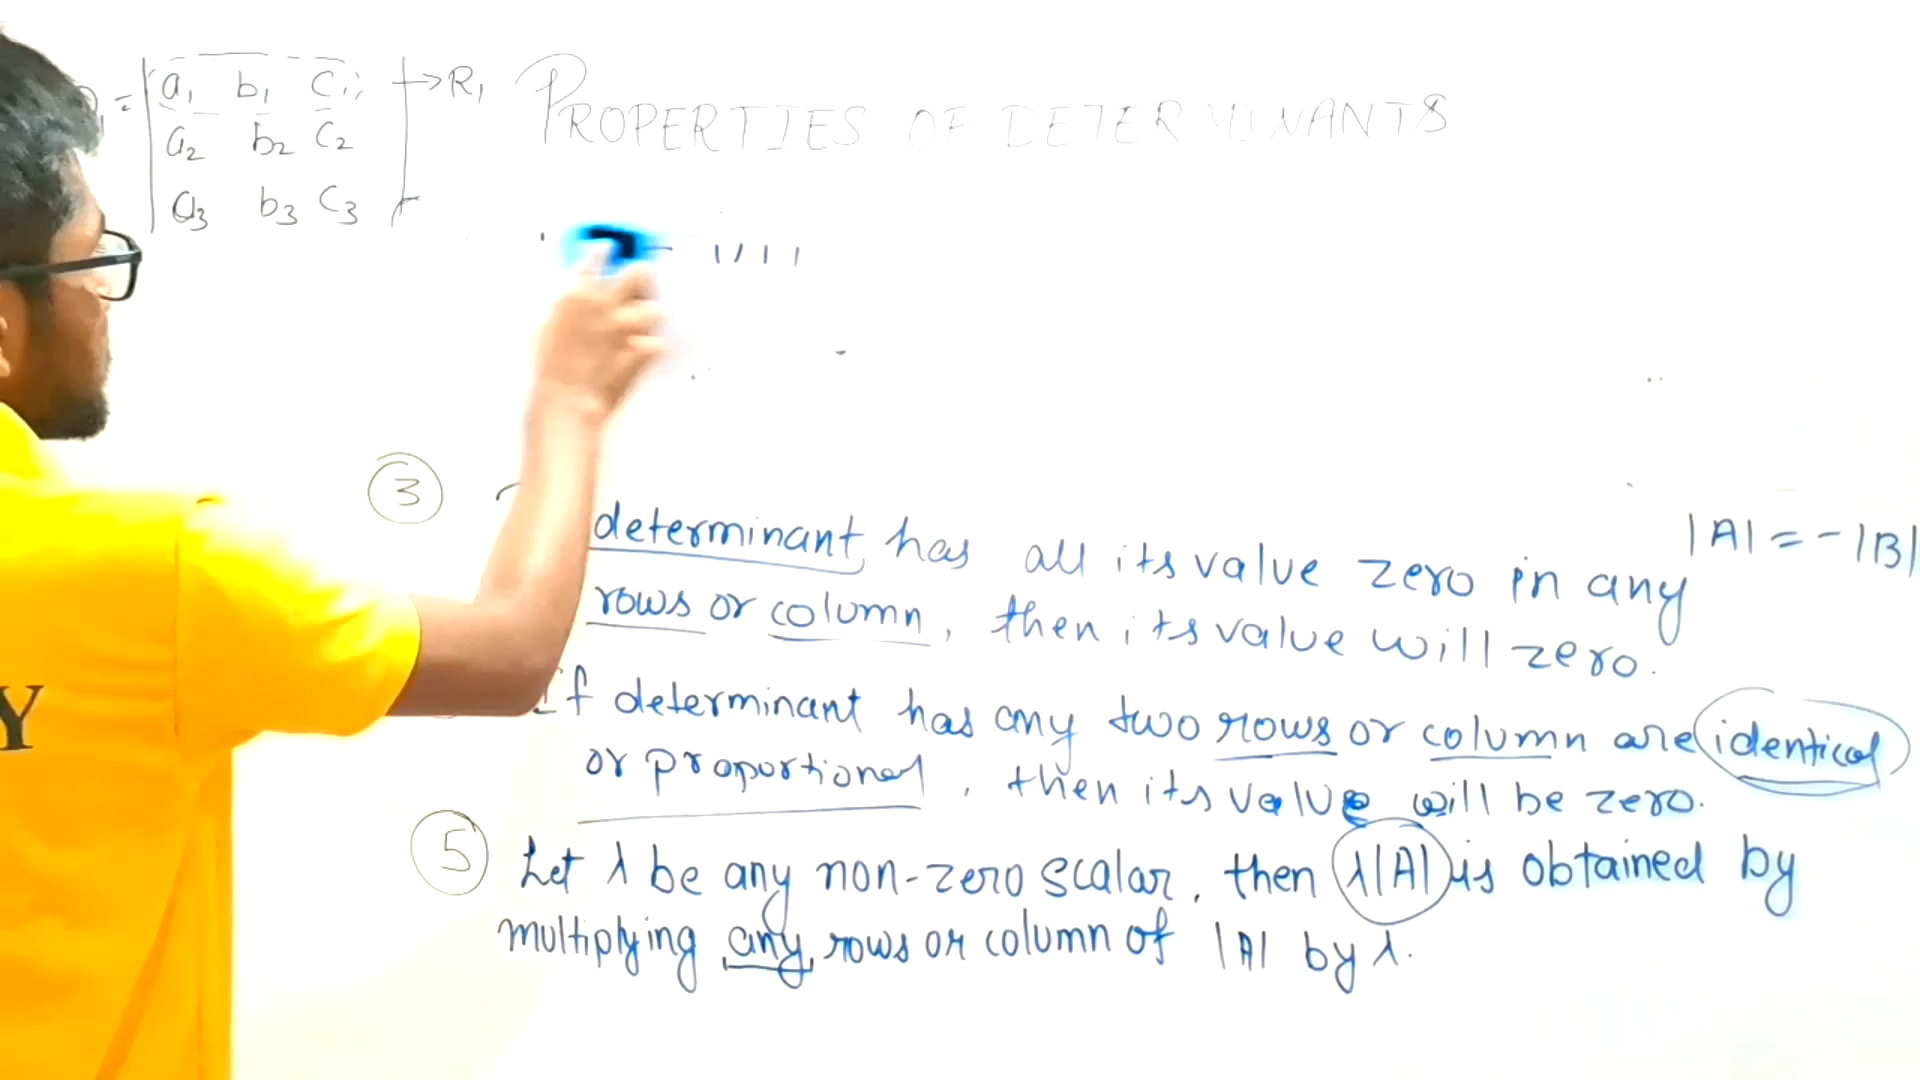 = | a₁ b₁ c₁ | → R₁
a₂ b₂ c₂
a₃ b₃ c₃
PROPERTIES OF DETERMINANTS
③
determinant has all its value zero in any
|A| = -|B|
rows or column, then its value will zero.
If determinant has any two rows or column are identical
or proportional, then its value will be zero.
⑤ Let λ be any non-zero scalar, then λ|A| is obtained by
multiplying any rows or column of |A| by λ.
Y